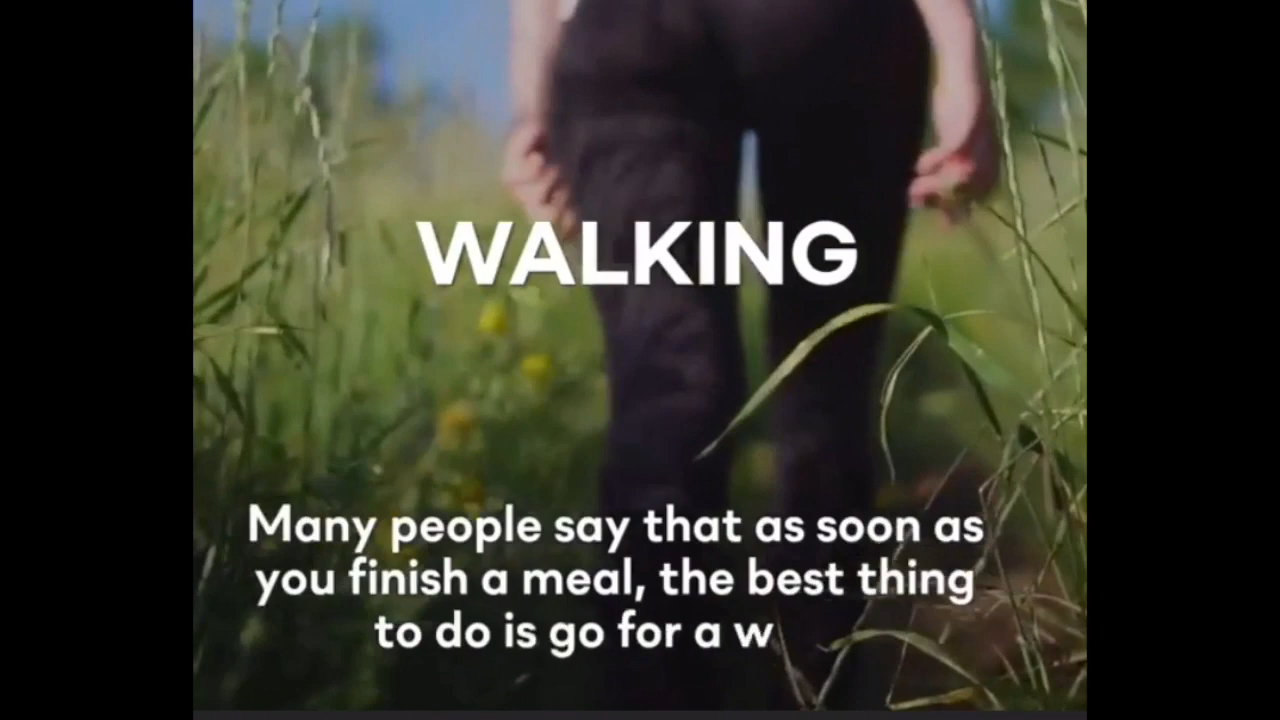 WALKING
Many people say that as soon as
you finish a meal, the best thing
to do is go for a w